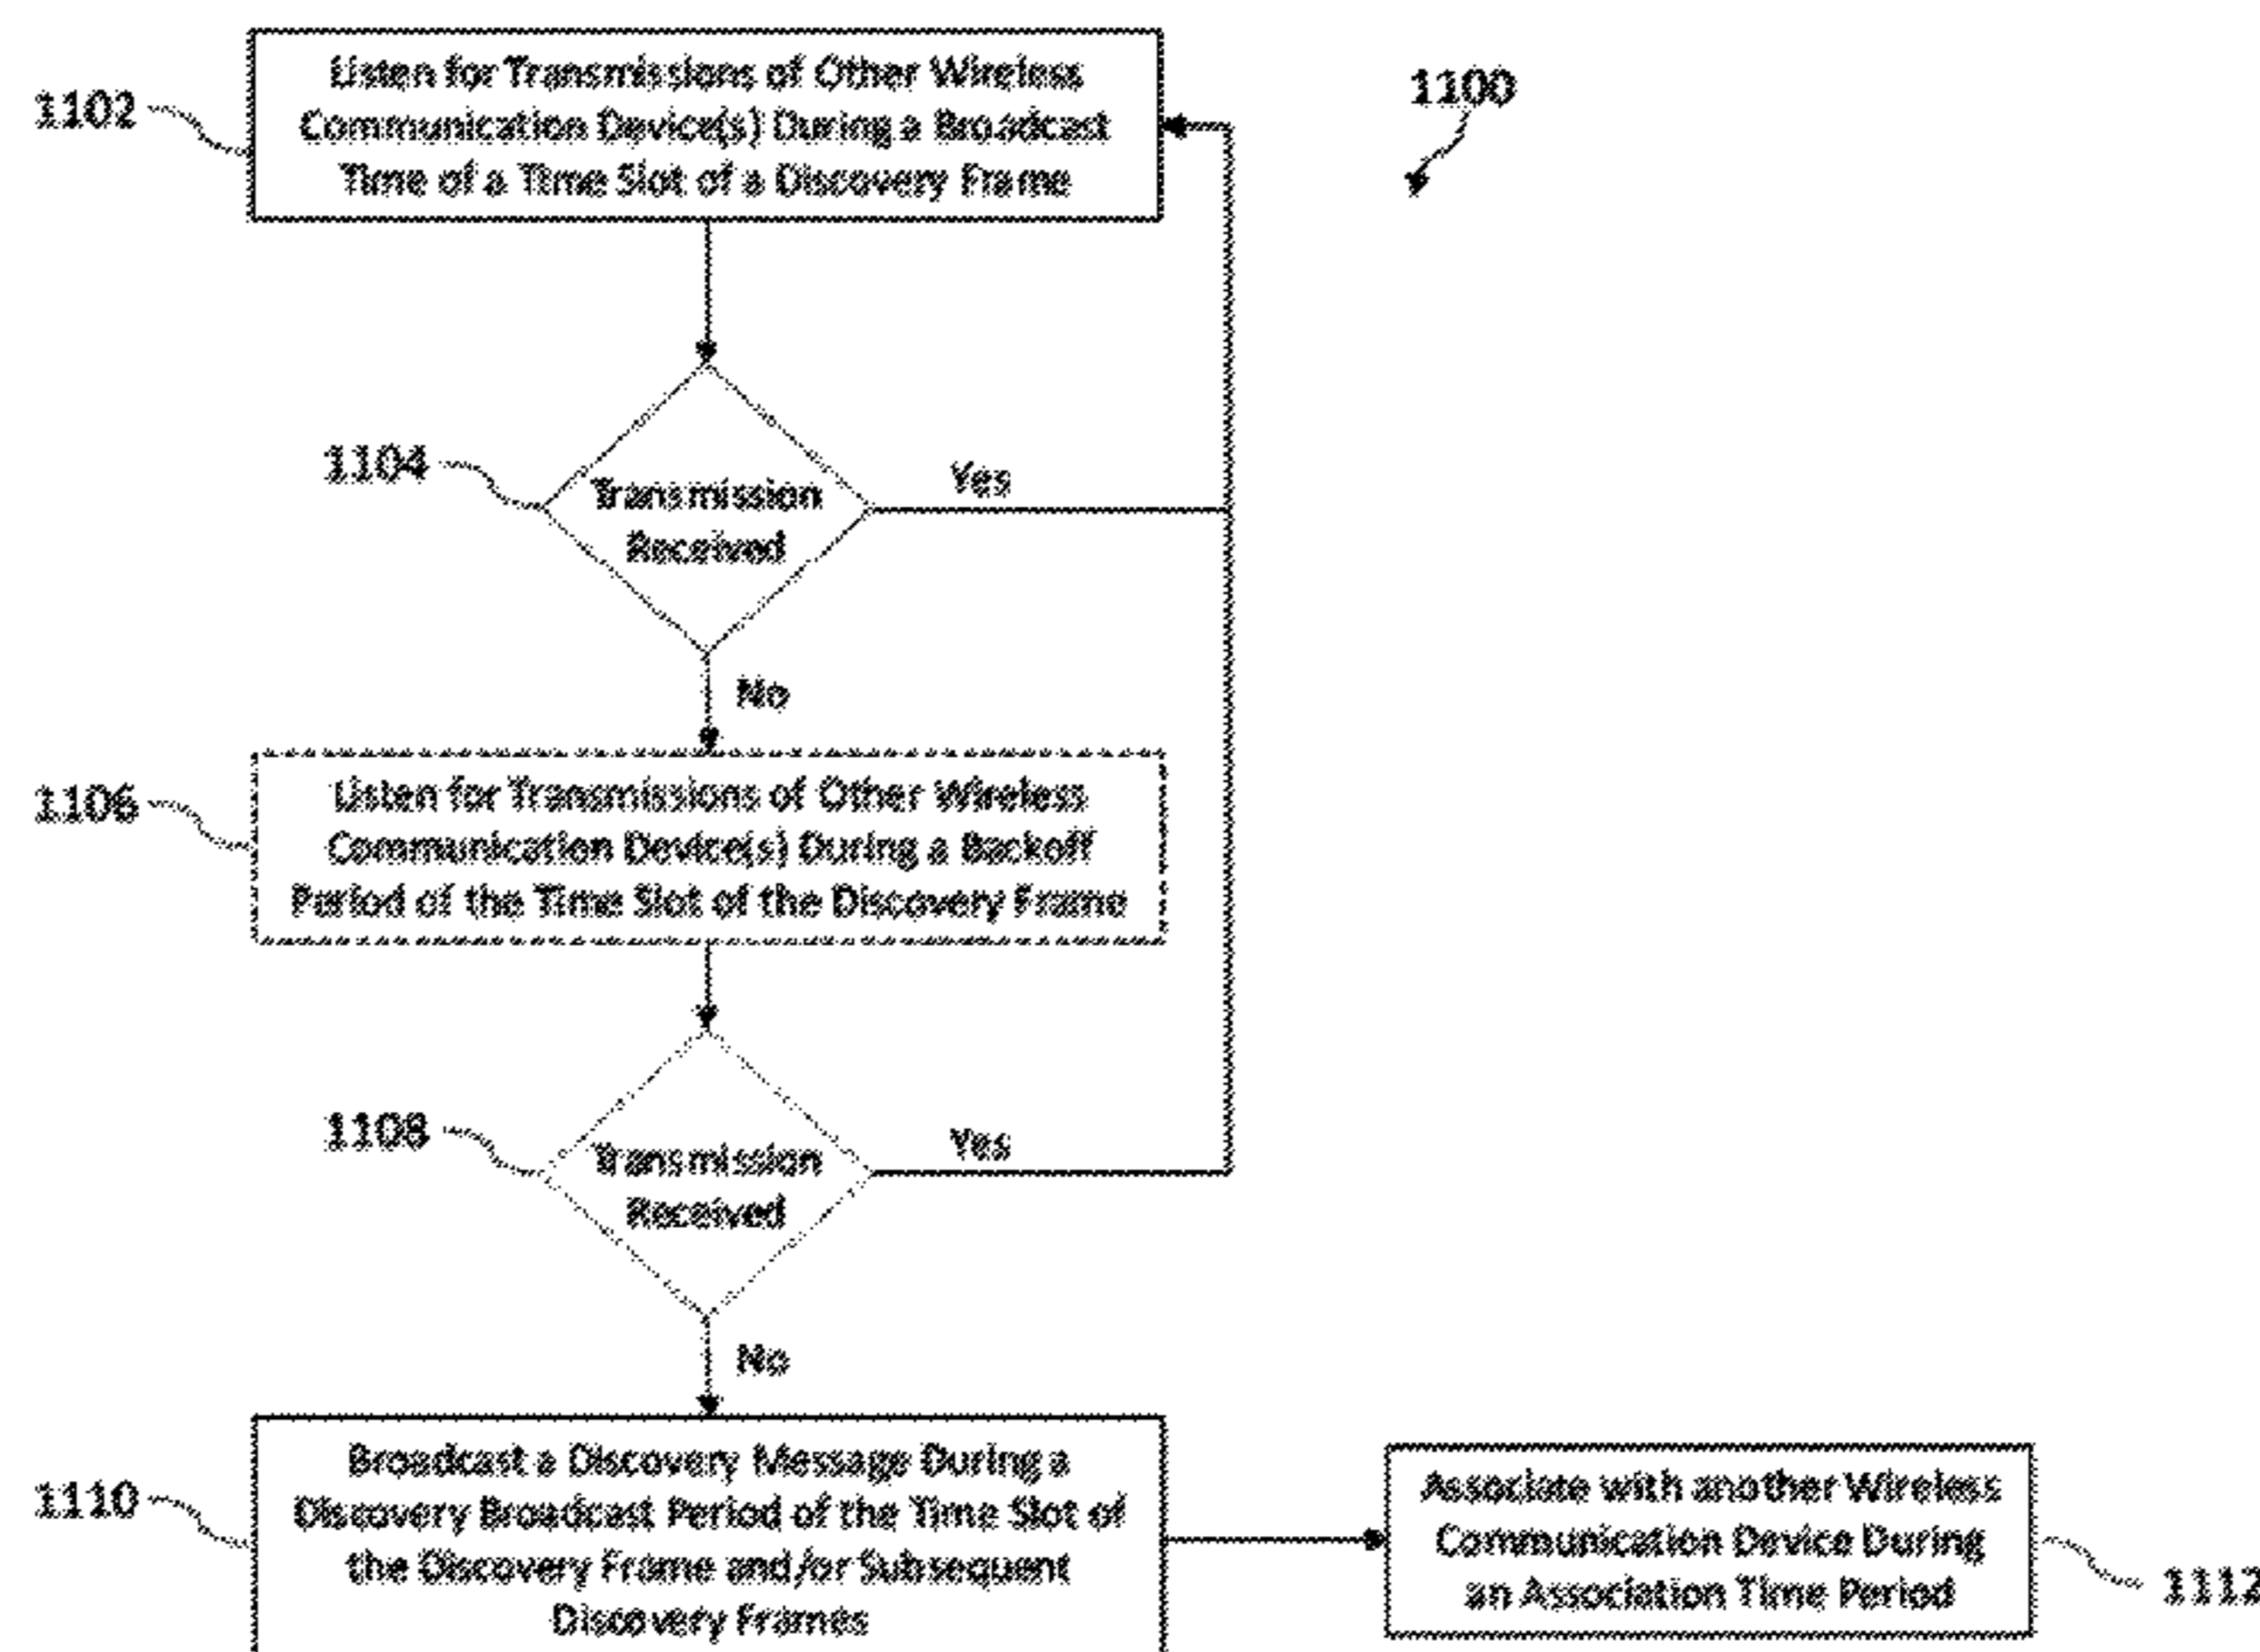 1100
1102
Listen for Transmissions of Other Wireless
Communication Device(s) During a Broadcast
Time of a Time Slot of a Discovery Frame
1104
Transmission
Received
Yes
No
1106
Listen for Transmissions of Other Wireless
Communication Device(s) During a Backoff
Period of the Time Slot of the Discovery Frame
1108
Transmission
Received
Yes
No
1110
Broadcast a Discovery Message During a
Discovery Broadcast Period of the Time Slot of
the Discovery Frame and/or Subsequent
Discovery Frames
Associate with another Wireless
Communication Device During
an Association Time Period
1112